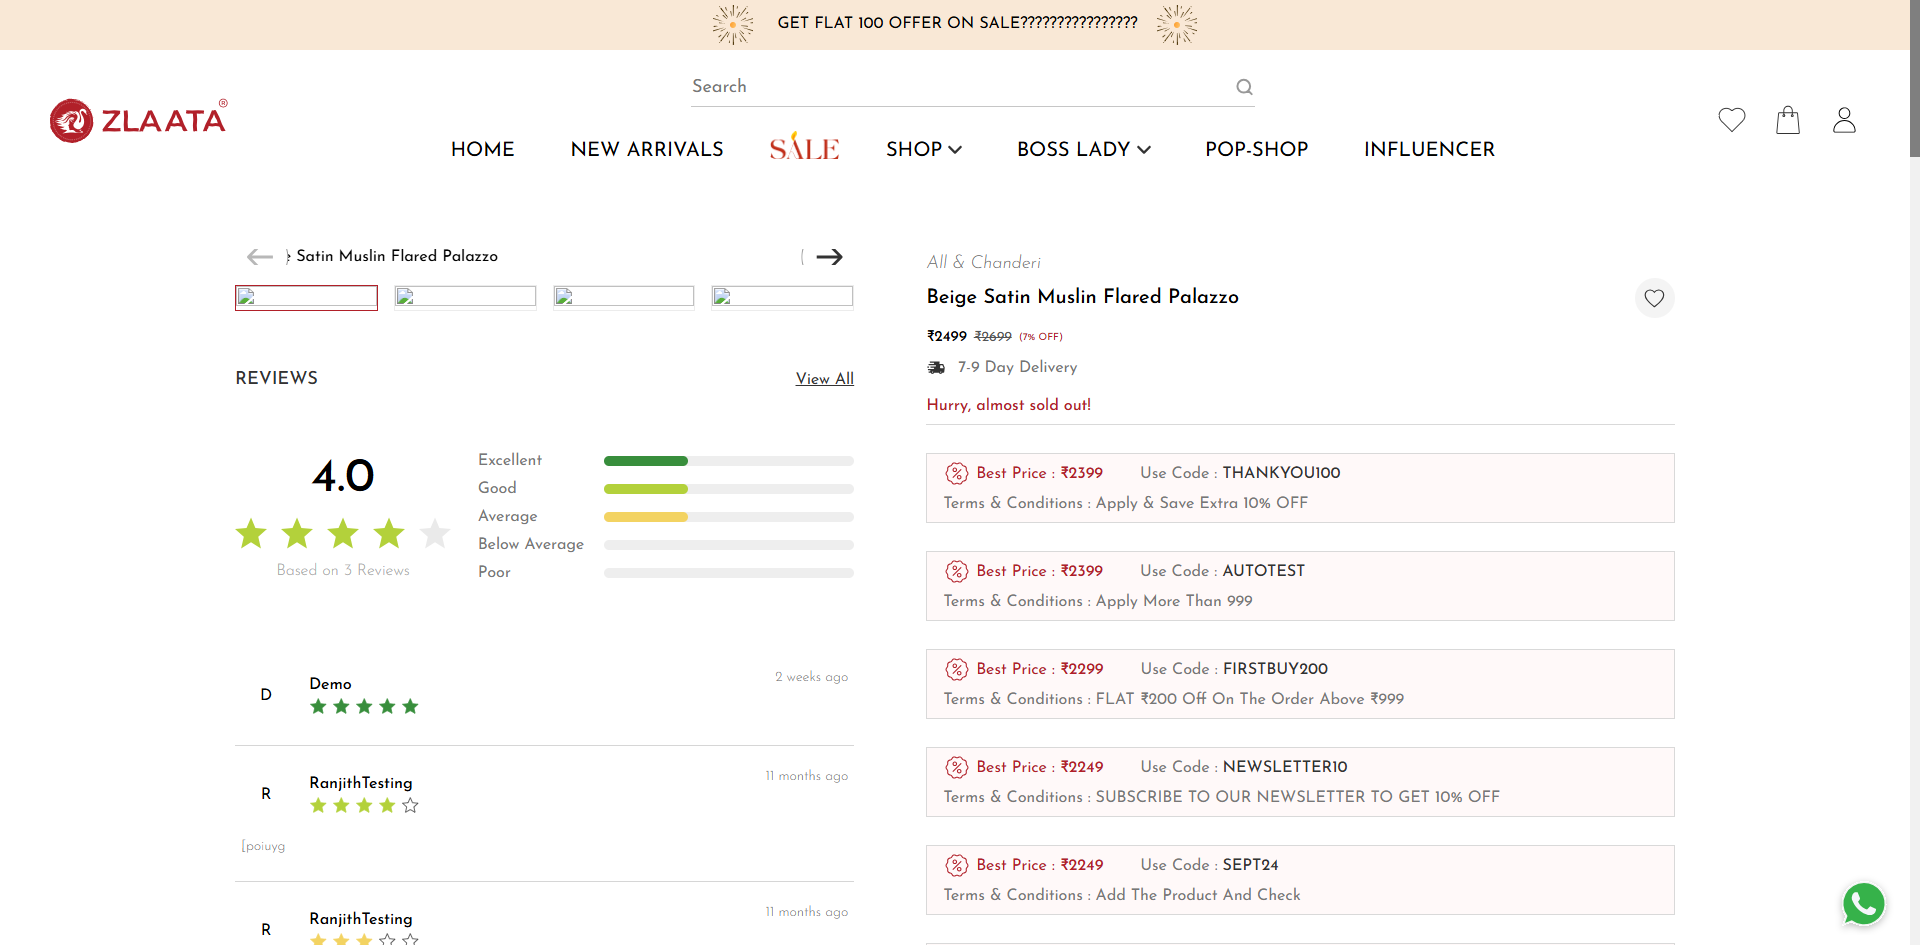 GET FLAT 100 OFFER ON SALE????????????????
Search
ZLAATA®
HOME
NEW ARRIVALS
SALE
SHOP
BOSS LADY
POP-SHOP
INFLUENCER
Satin Muslin Flared Palazzo
REVIEWS
View All
4.0
Based on 3 Reviews
Excellent
Good
Average
Below Average
Poor
D
Demo
2 weeks ago
R
RanjithTesting
11 months ago
[poiuyg
R
RanjithTesting
11 months ago
All & Chanderi
Beige Satin Muslin Flared Palazzo
₹2499 ₹2699 (7% OFF)
7-9 Day Delivery
Hurry, almost sold out!
Best Price : ₹2399 Use Code : THANKYOU100
Terms & Conditions : Apply & Save Extra 10% OFF
Best Price : ₹2399 Use Code : AUTOTEST
Terms & Conditions : Apply More Than 999
Best Price : ₹2299 Use Code : FIRSTBUY200
Terms & Conditions : FLAT ₹200 Off On The Order Above ₹999
Best Price : ₹2249 Use Code : NEWSLETTER10
Terms & Conditions : SUBSCRIBE TO OUR NEWSLETTER TO GET 10% OFF
Best Price : ₹2249 Use Code : SEPT24
Terms & Conditions : Add The Product And Check